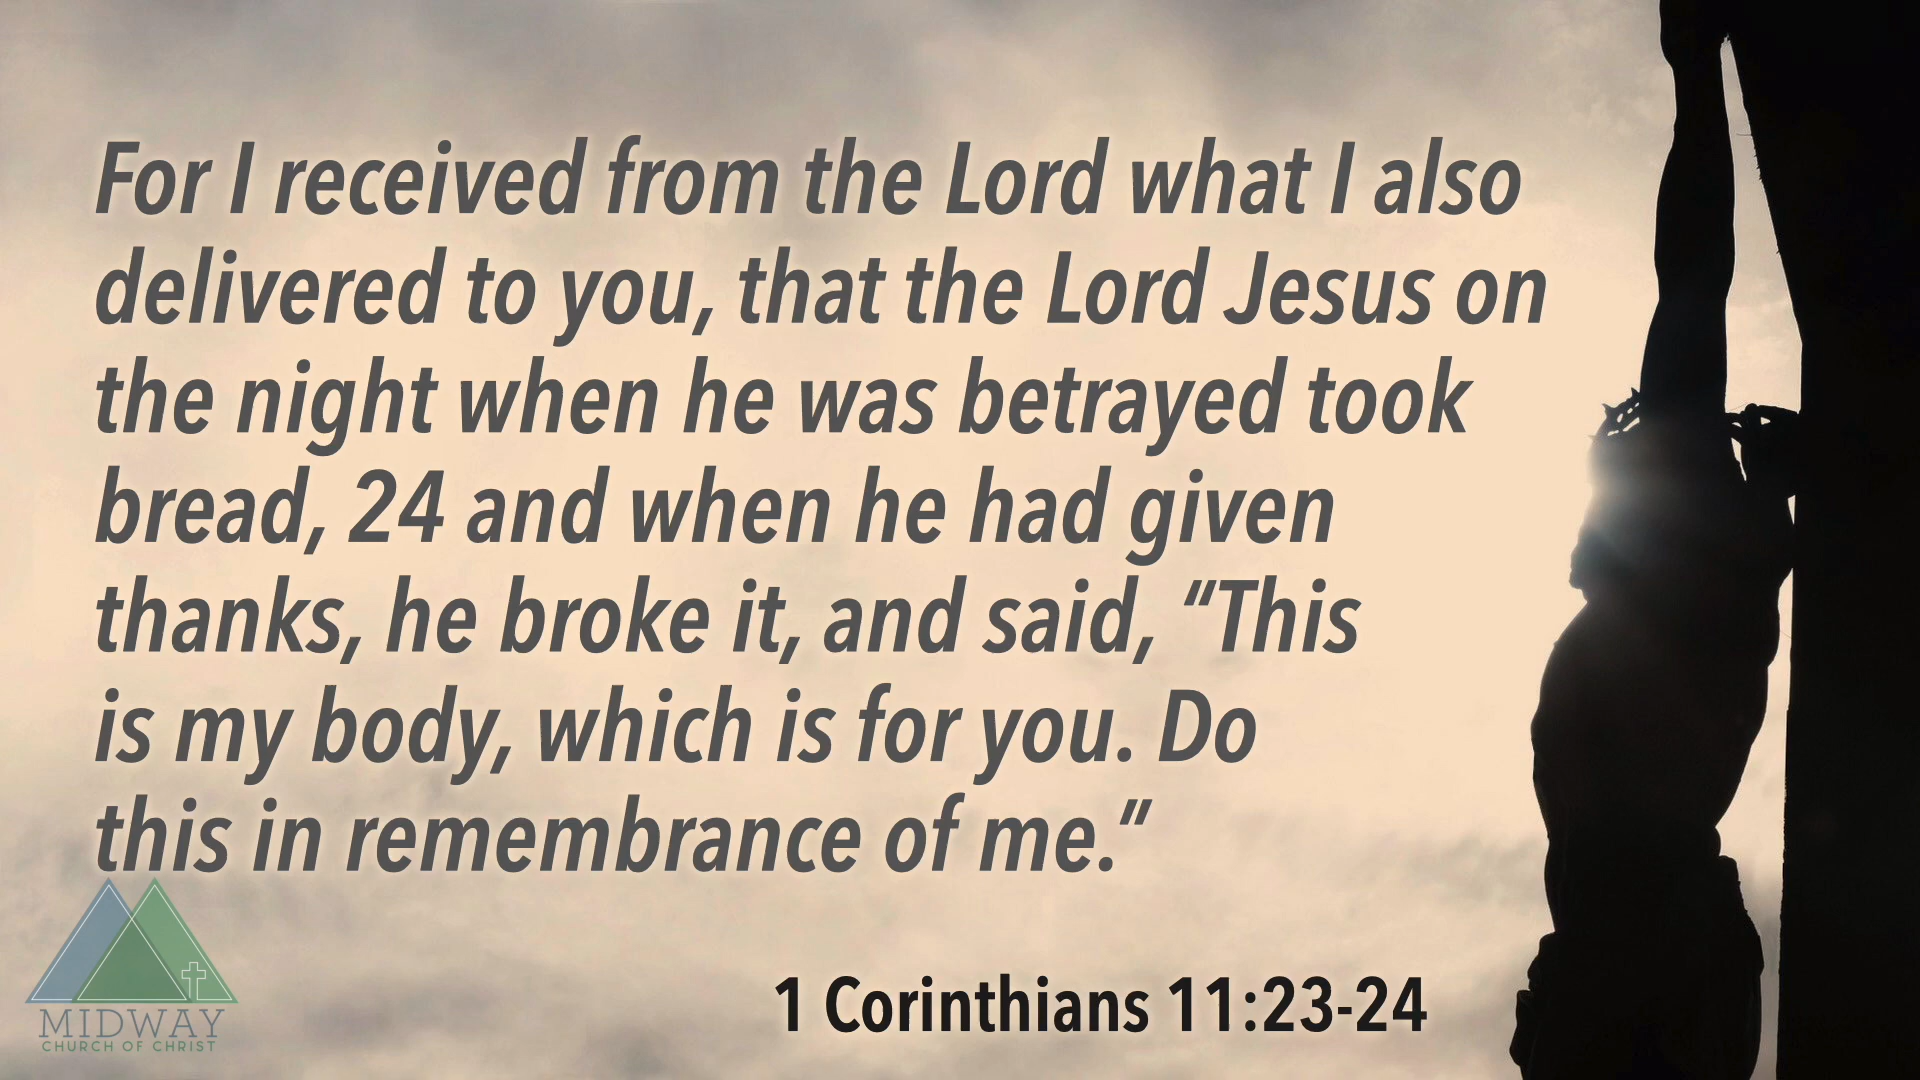 For I received from the Lord what I also
delivered to you, that the Lord Jesus on
the night when he was betrayed took
bread, 24 and when he had given
thanks, he broke it, and said, “This
is my body, which is for you. Do
this in remembrance of me.”
1 Corinthians 11:23-24
MIDWAY
CHURCH OF CHRIST